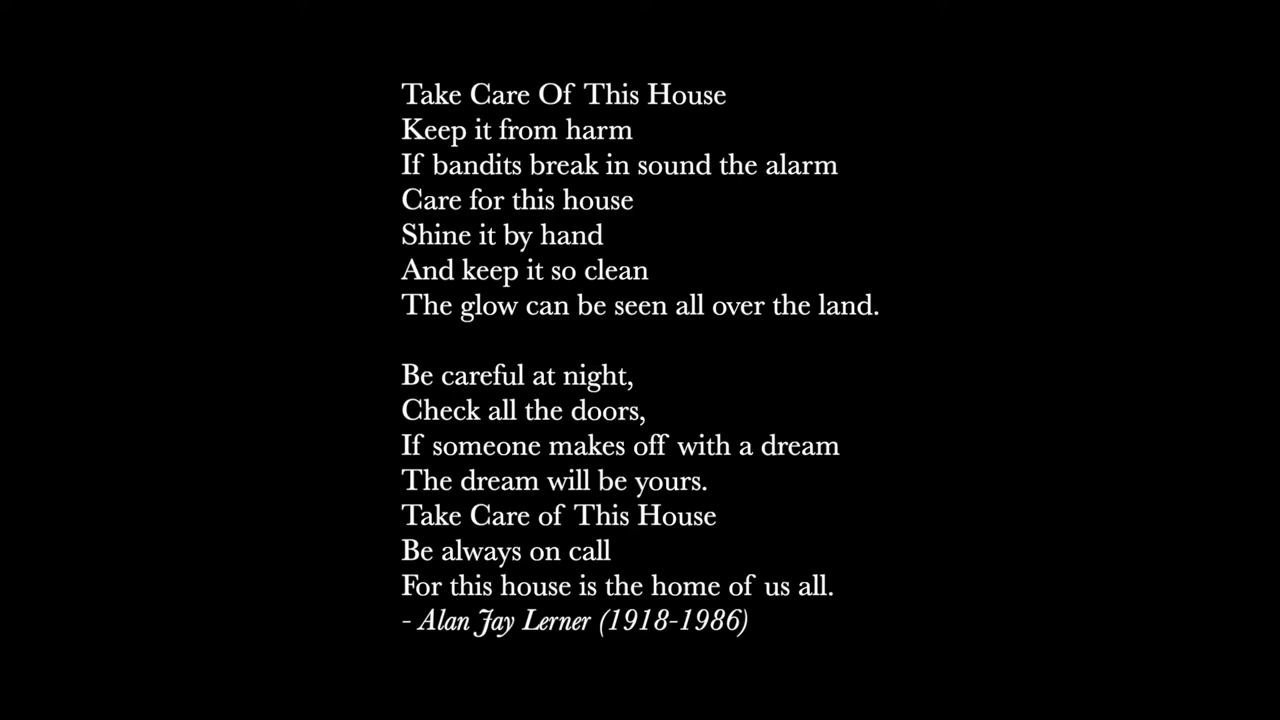 Take Care Of This House
Keep it from harm
If bandits break in sound the alarm
Care for this house
Shine it by hand
And keep it so clean
The glow can be seen all over the land.
Be careful at night,
Check all the doors,
If someone makes off with a dream
The dream will be yours.
Take Care of This House
Be always on call
For this house is the home of us all.
- Alan Jay Lerner (1918-1986)